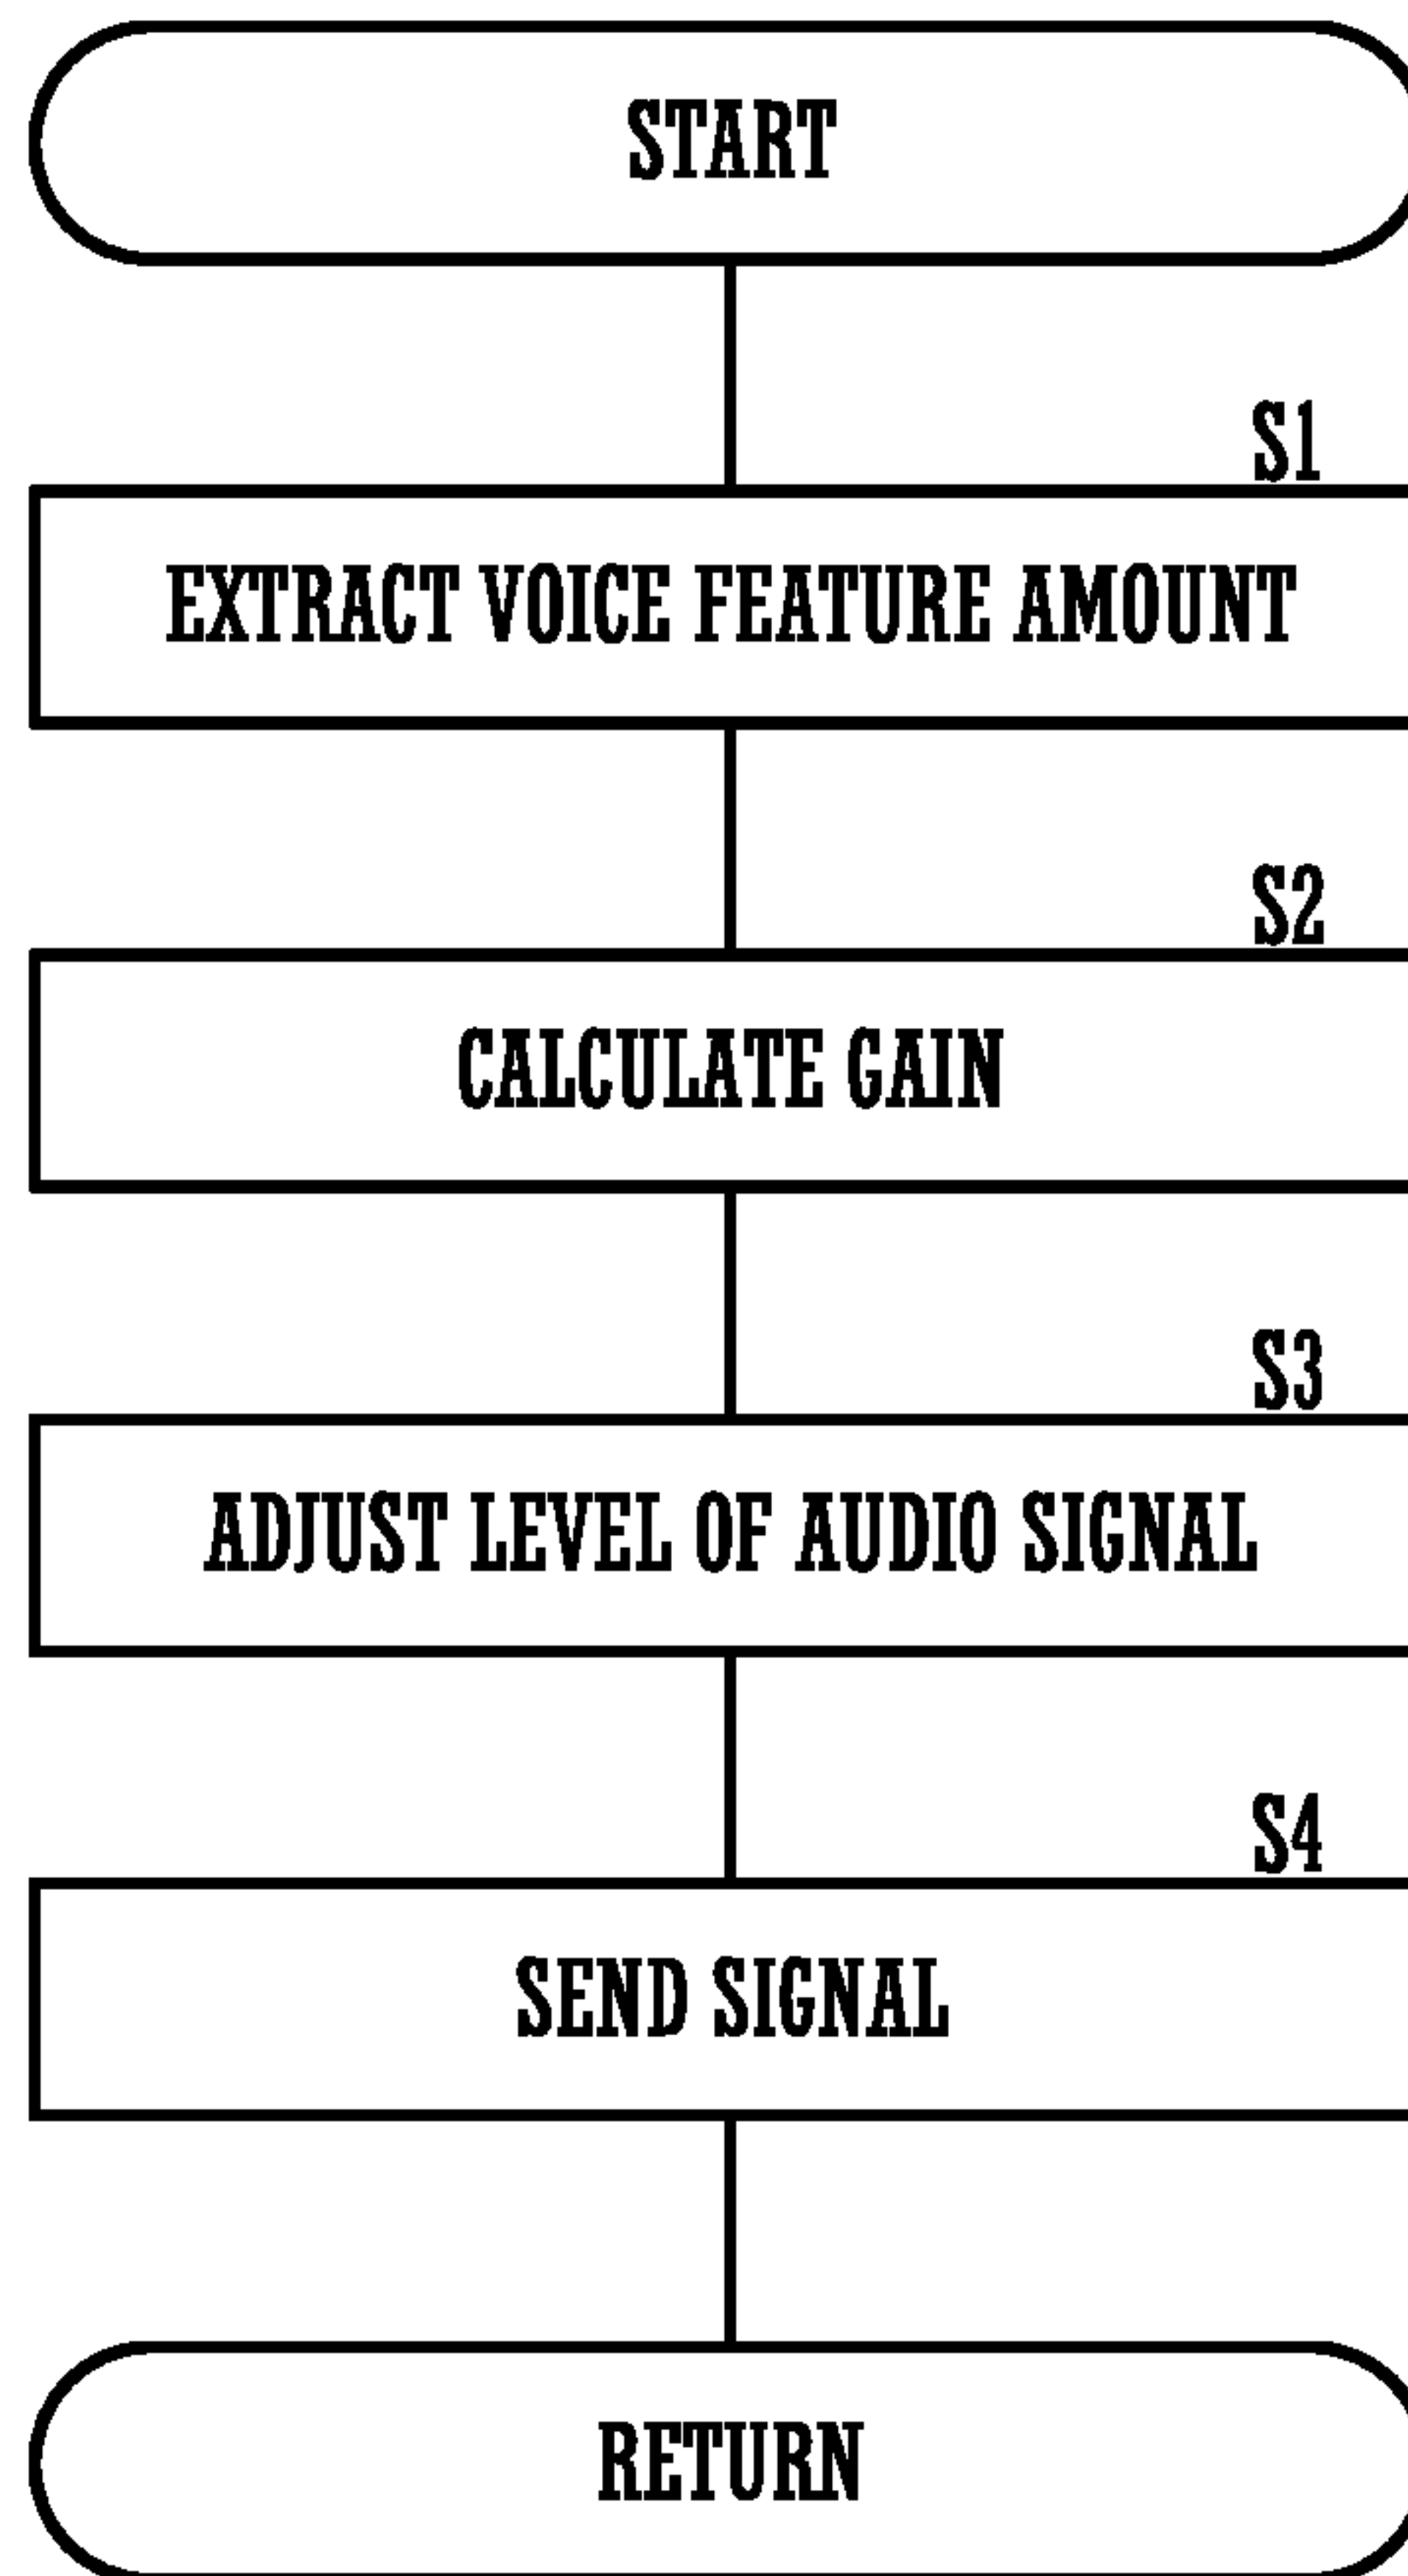 START
S1
EXTRACT VOICE FEATURE AMOUNT
S2
CALCULATE GAIN
S3
ADJUST LEVEL OF AUDIO SIGNAL
S4
SEND SIGNAL
RETURN